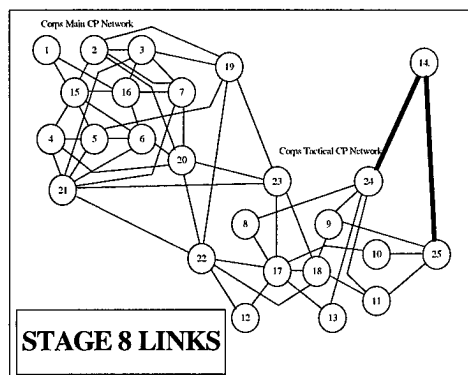 Corps Main CP Network
1 2 3 19 14.
15 16 7
4 5 6
20
Corps Tactical CP Network
21 23 24
8 9
22 17 18 10 25
12 13 11
STAGE 8 LINKS